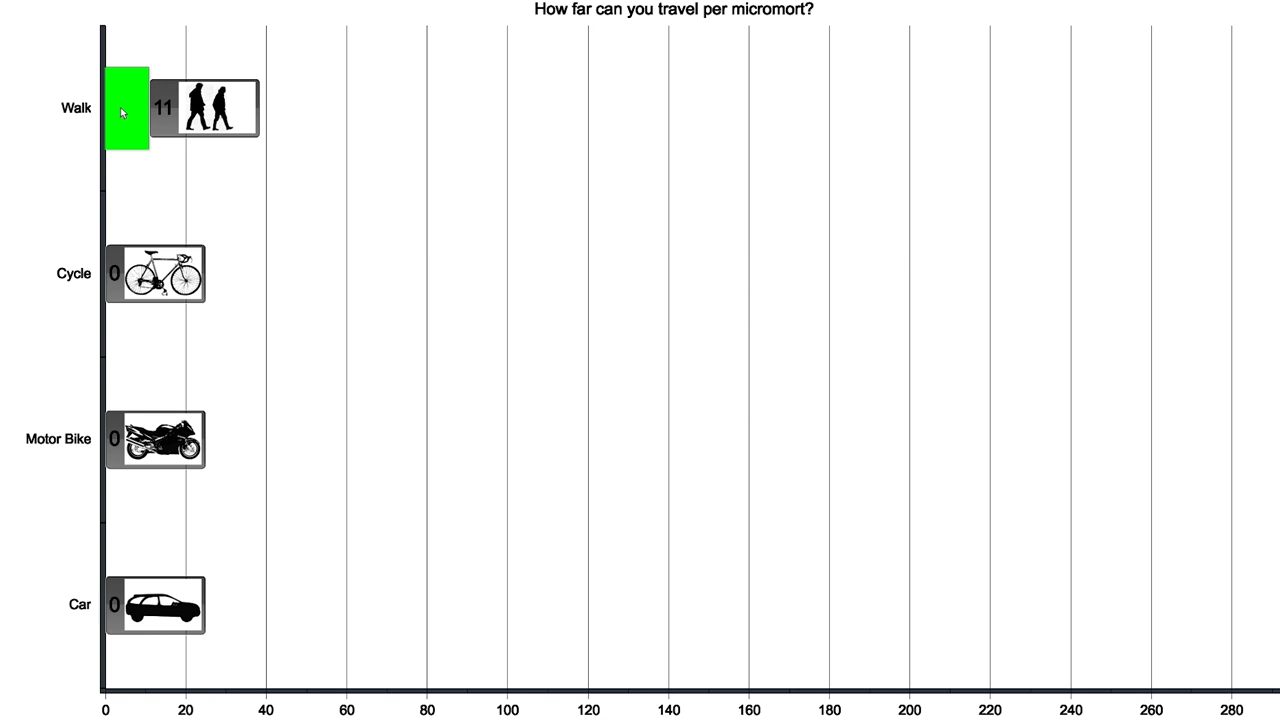 How far can you travel per micromort?
Walk
11
Cycle
0
Motor Bike
0
Car
0
0 20 40 60 80 100 120 140 160 180 200 220 240 260 280